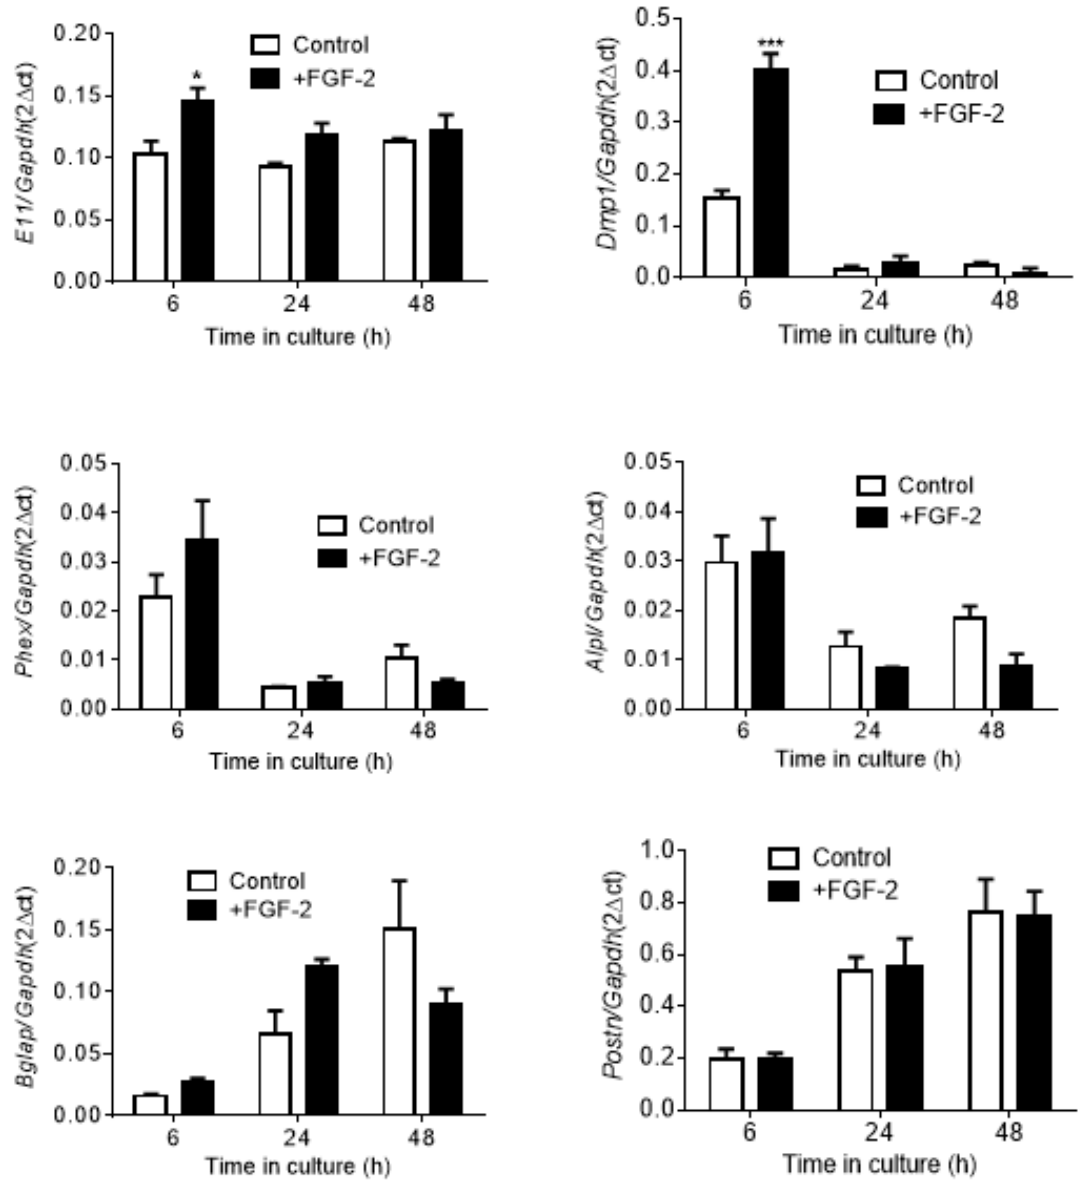 E11/Gapdh(2Δct)
0.20
0.15
0.10
0.05
0.00
*
Control
+FGF-2
6 24 48
Time in culture (h)
Dmp1/Gapdh(2Δct)
0.5
0.4
0.3
0.2
0.1
0.0
***
Control
+FGF-2
6 24 48
Time in culture (h)
Phex/Gapdh(2Δct)
0.05
0.04
0.03
0.02
0.01
0.00
Control
+FGF-2
6 24 48
Time in culture (h)
Alpl/Gapdh(2Δct)
0.05
0.04
0.03
0.02
0.01
0.00
Control
+FGF-2
6 24 48
Time in culture (h)
Bglap/Gapdh(2Δct)
0.20
0.15
0.10
0.05
0.00
Control
+FGF-2
6 24 48
Time in culture (h)
Postn/Gapdh(2Δct)
1.0
0.8
0.6
0.4
0.2
0.0
Control
+FGF-2
6 24 48
Time in culture (h)